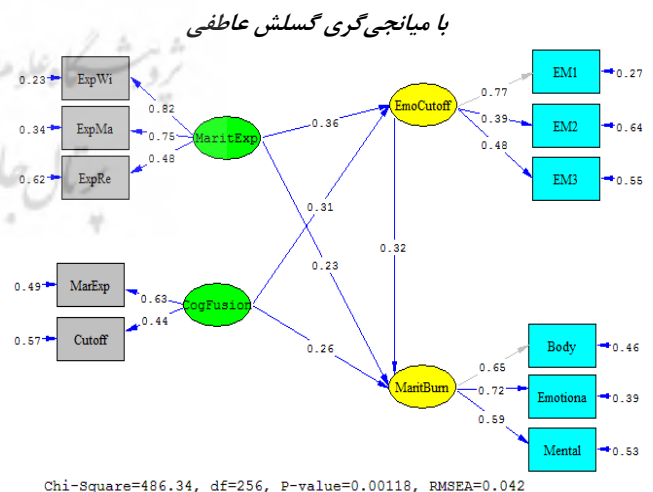 با میانجی‌گری گسلش عاطفی
0.23 ExpWi 0.82 0.77 EM1 0.27
0.34 ExpMa 0.75 MaritExp 0.36 EmoCutoff 0.39 EM2 0.64
0.62 ExpRe 0.48 0.48 EM3 0.55
0.31
0.32
0.23
0.49 MarExp 0.63 CogFusion
0.57 Cutoff 0.44 0.26
0.65 Body 0.46
MaritBurn 0.72 Emotiona 0.39
0.59 Mental 0.53
Chi-Square=486.34, df=256, P-value=0.00118, RMSEA=0.042